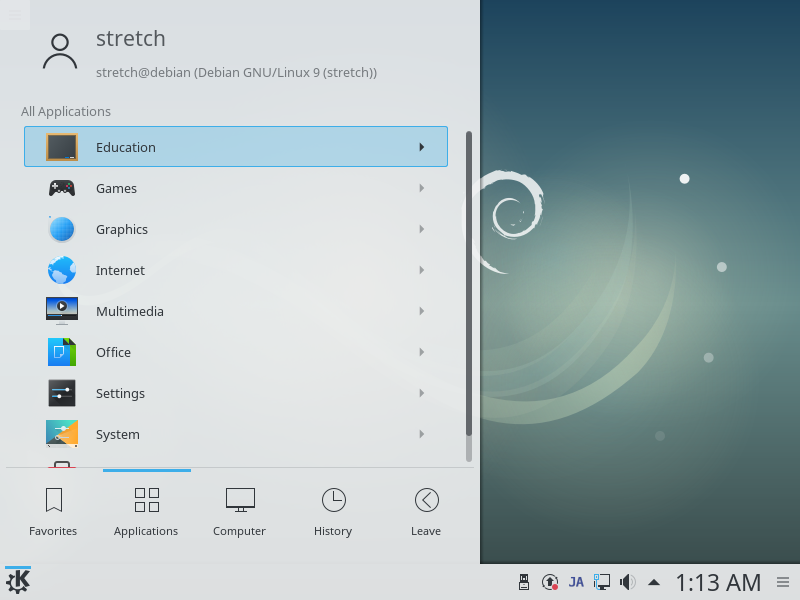 stretch
stretch@debian (Debian GNU/Linux 9 (stretch))
All Applications
Education
Games
Graphics
Internet
Multimedia
Office
Settings
System
Favorites
Applications
Computer
History
Leave
JA
1:13 AM